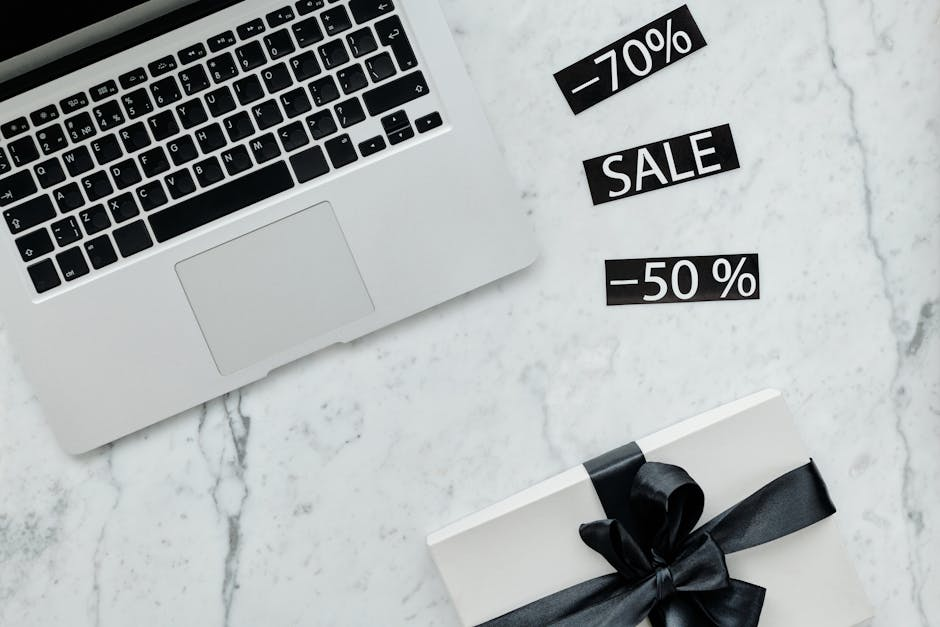 −70%
SALE
−50 %
Q W E R T Y U I O P
A S D F G H J K L
Z X C V B N M